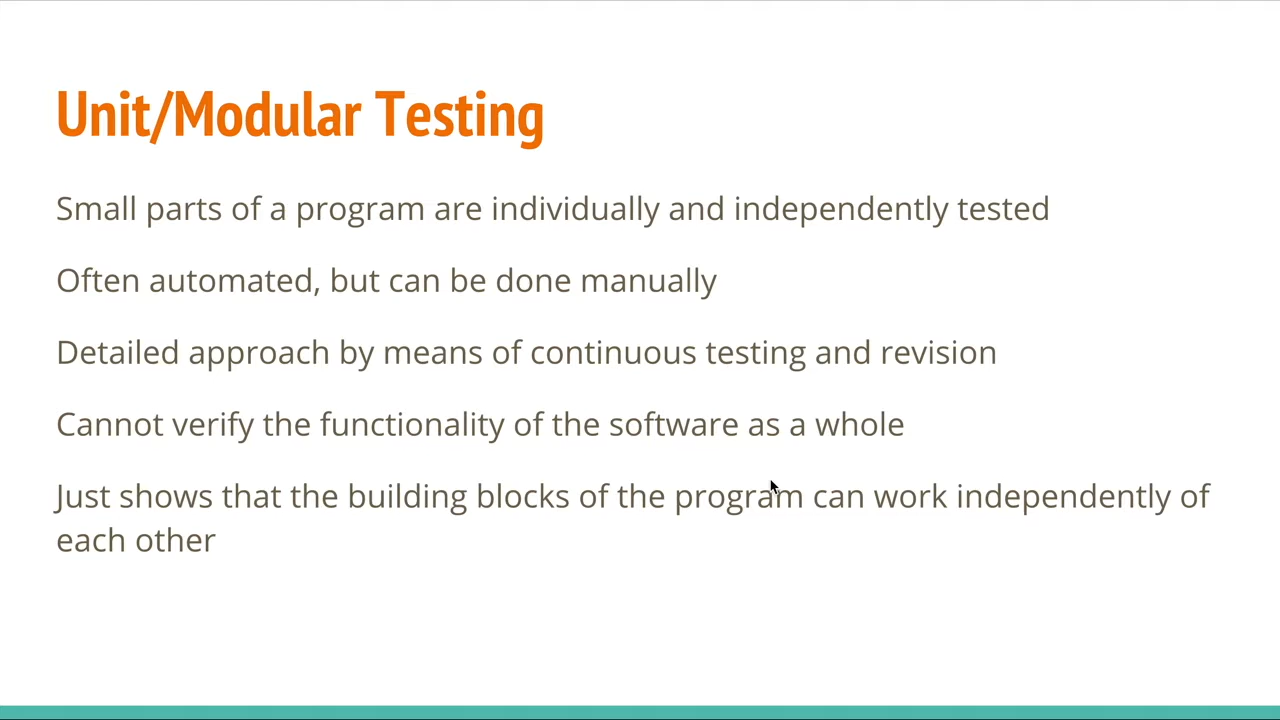 Unit/Modular Testing
Small parts of a program are individually and independently tested
Often automated, but can be done manually
Detailed approach by means of continuous testing and revision
Cannot verify the functionality of the software as a whole
Just shows that the building blocks of the program can work independently of
each other